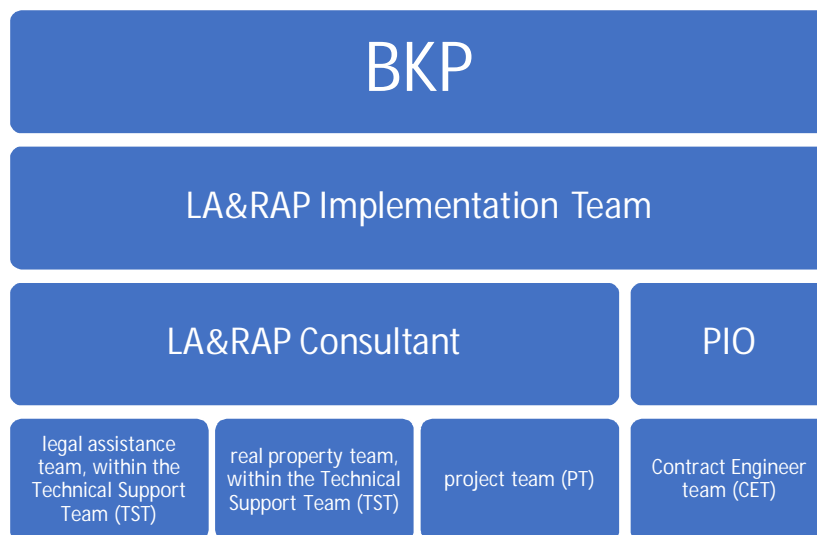 BKP
LA&RAP Implementation Team
LA&RAP Consultant
PIO
legal assistance
team, within the
Technical Support
Team (TST)
real property team,
within the Technical
Support Team (TST)
project team (PT)
Contract Engineer
team (CET)